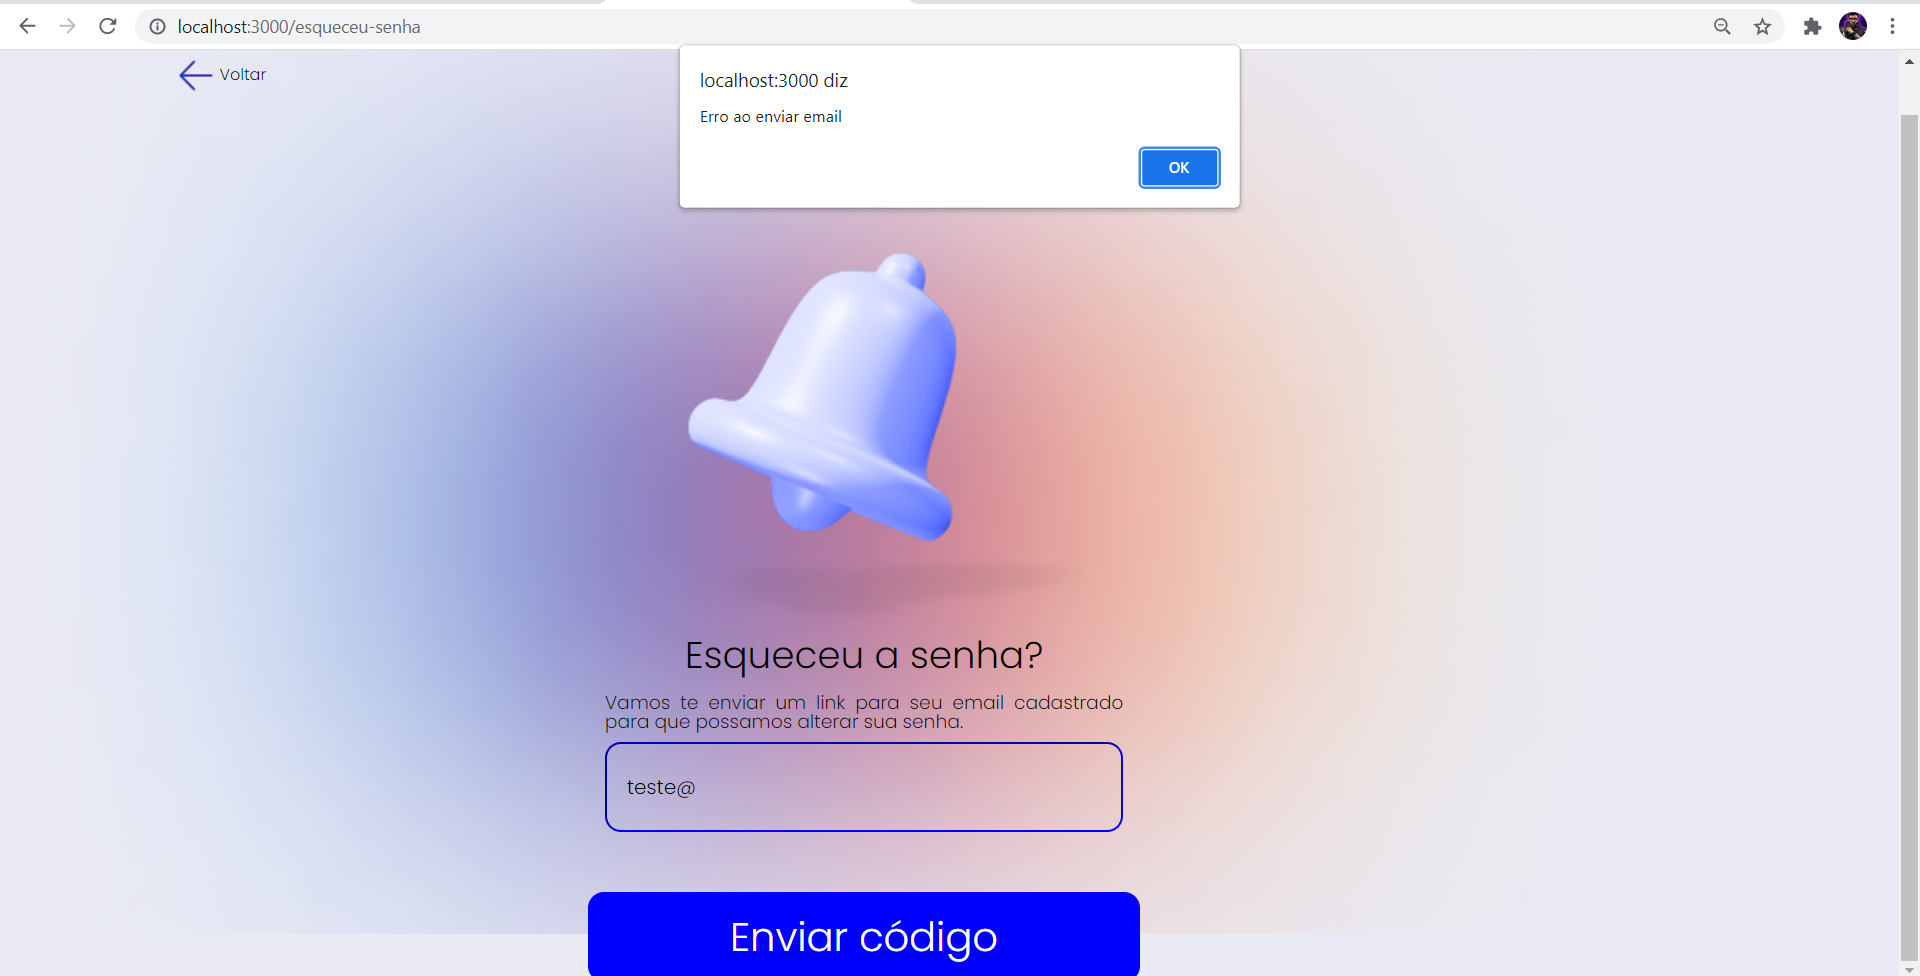 localhost:3000/esqueceu-senha
Voltar
localhost:3000 diz
Erro ao enviar email
OK
Esqueceu a senha?
Vamos te enviar um link para seu email cadastrado
para que possamos alterar sua senha.
teste@
Enviar código